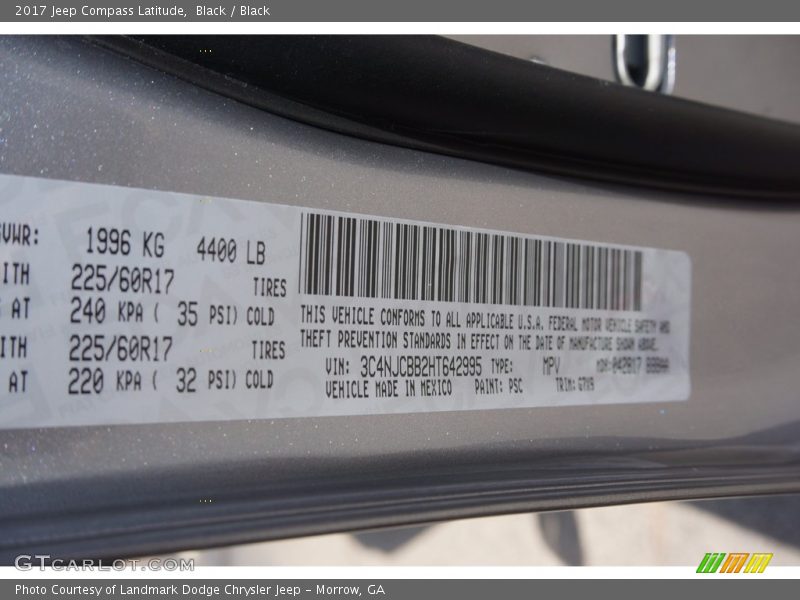 2017 Jeep Compass Latitude, Black / Black
GVWR: 1996 KG 4400 LB
225/60R17 TIRES
AT 240 KPA ( 35 PSI) COLD
225/60R17 TIRES
AT 220 KPA ( 32 PSI) COLD
THIS VEHICLE CONFORMS TO ALL APPLICABLE U.S.A. FEDERAL MOTOR VEHICLE SAFETY AND
THEFT PREVENTION STANDARDS IN EFFECT ON THE DATE OF MANUFACTURE SHOWN ABOVE.
VIN: 3C4NJCBB2HT642995 TYPE: MPV
VEHICLE MADE IN MEXICO PAINT: PSC TRIM:
GTCARLOT.COM
Photo Courtesy of Landmark Dodge Chrysler Jeep - Morrow, GA